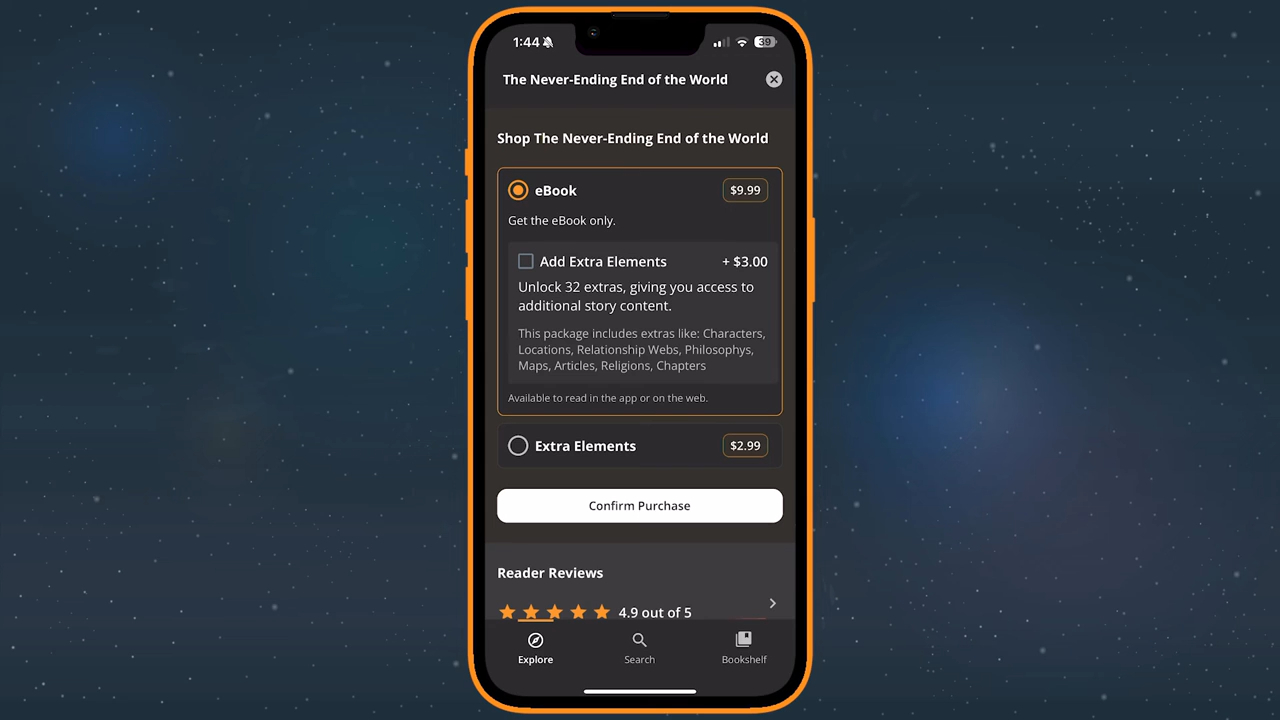 1:44
39
The Never-Ending End of the World
Shop The Never-Ending End of the World
eBook $9.99
Get the eBook only.
Add Extra Elements + $3.00
Unlock 32 extras, giving you access to
additional story content.
This package includes extras like: Characters,
Locations, Relationship Webs, Philosophys,
Maps, Articles, Religions, Chapters
Available to read in the app or on the web.
Extra Elements $2.99
Confirm Purchase
Reader Reviews
4.9 out of 5
Explore Search Bookshelf